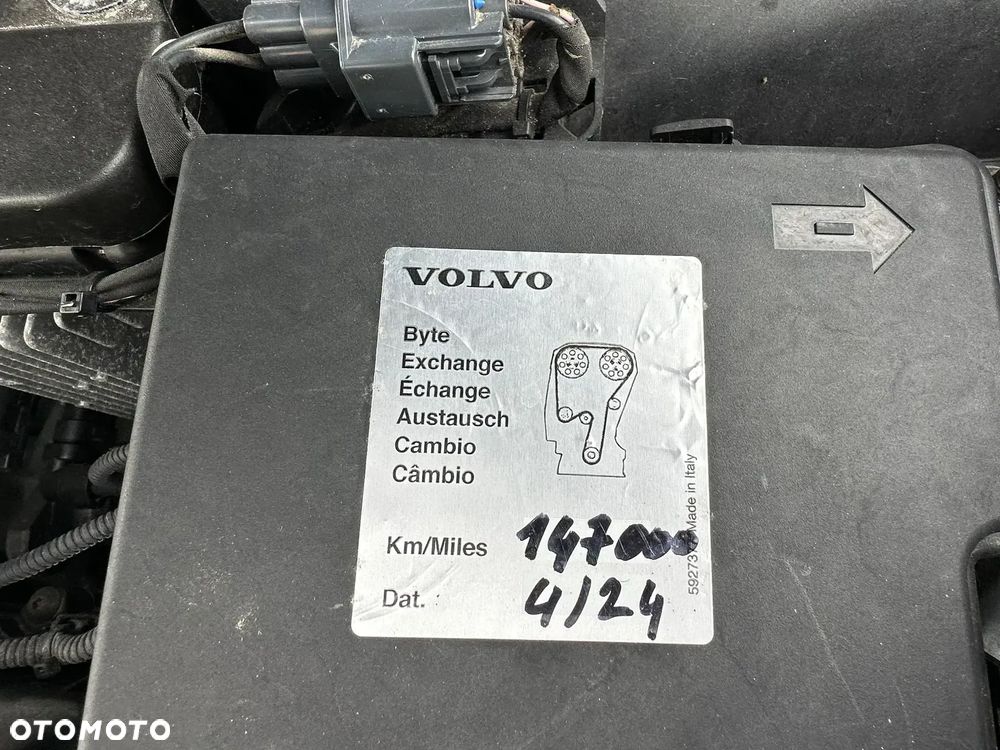 VOLVO
Byte
Exchange
Échange
Austausch
Cambio
Câmbio
Km/Miles 147000
Dat. 4/24
Made in Italy
OTOMOTO